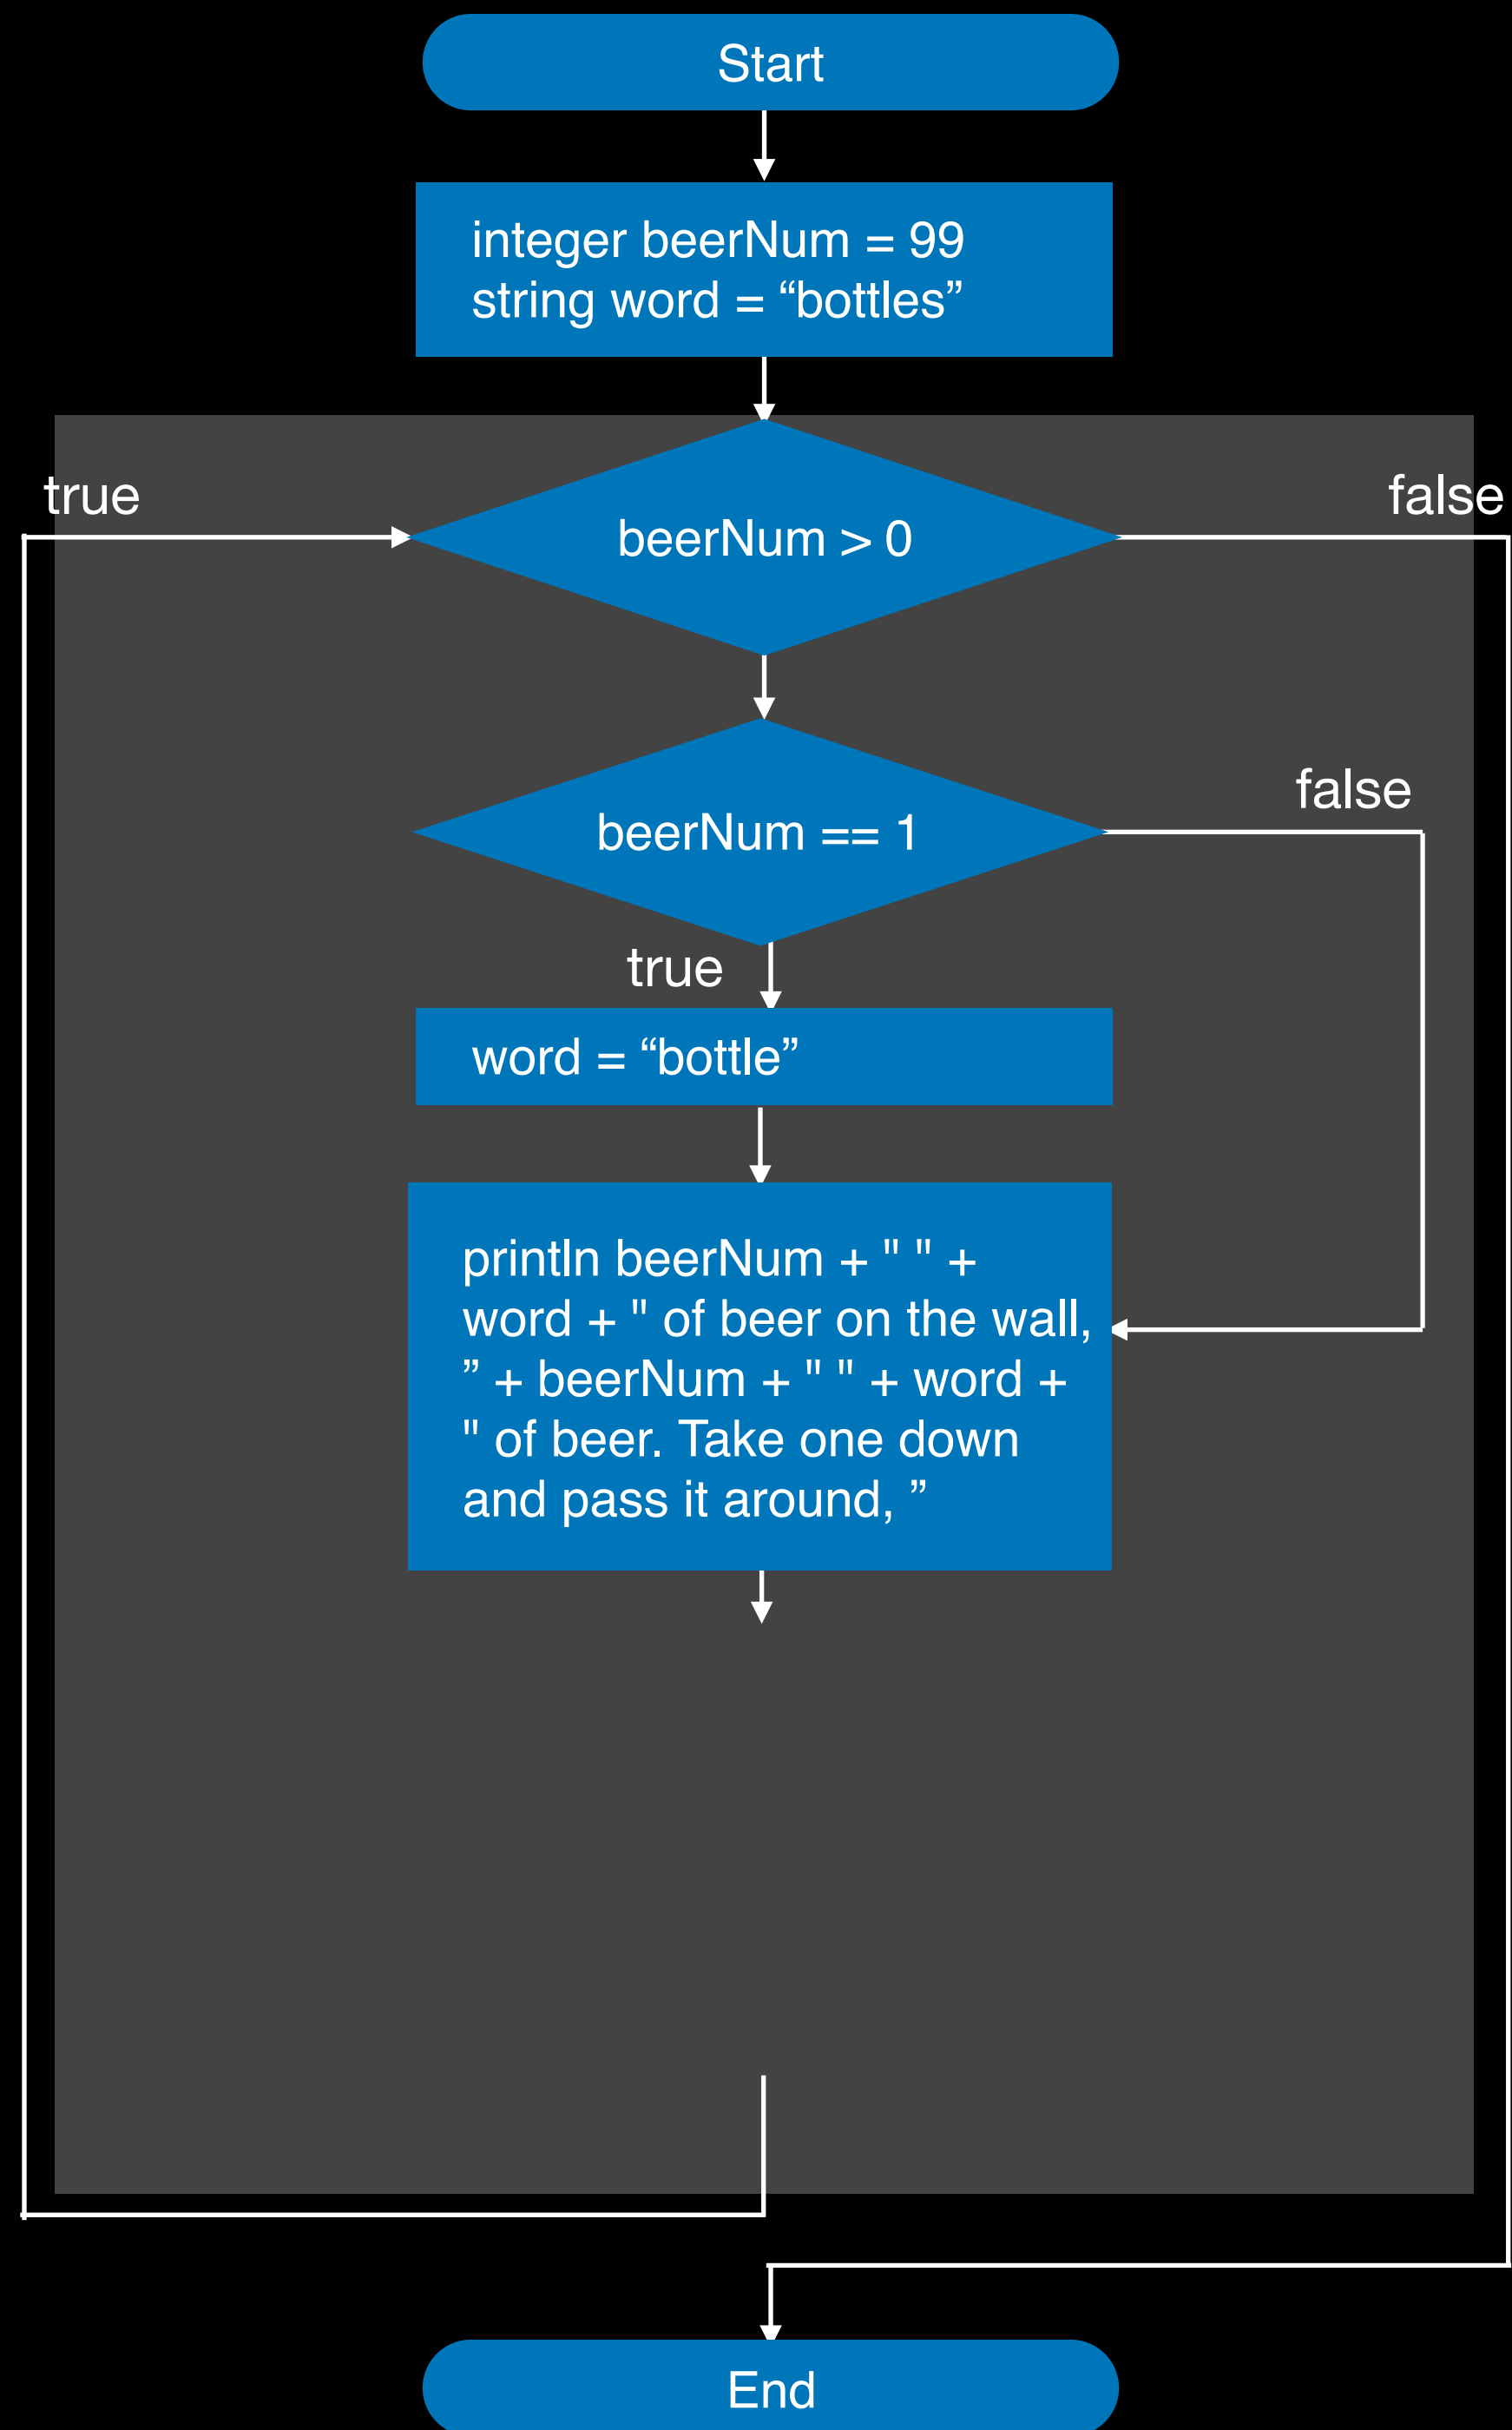 Start
integer beerNum = 99
string word = “bottles”
true
false
beerNum > 0
false
beerNum == 1
true
word = “bottle”
println beerNum + " " +
word + " of beer on the wall,
” + beerNum + " " + word +
" of beer. Take one down
and pass it around, ”
End